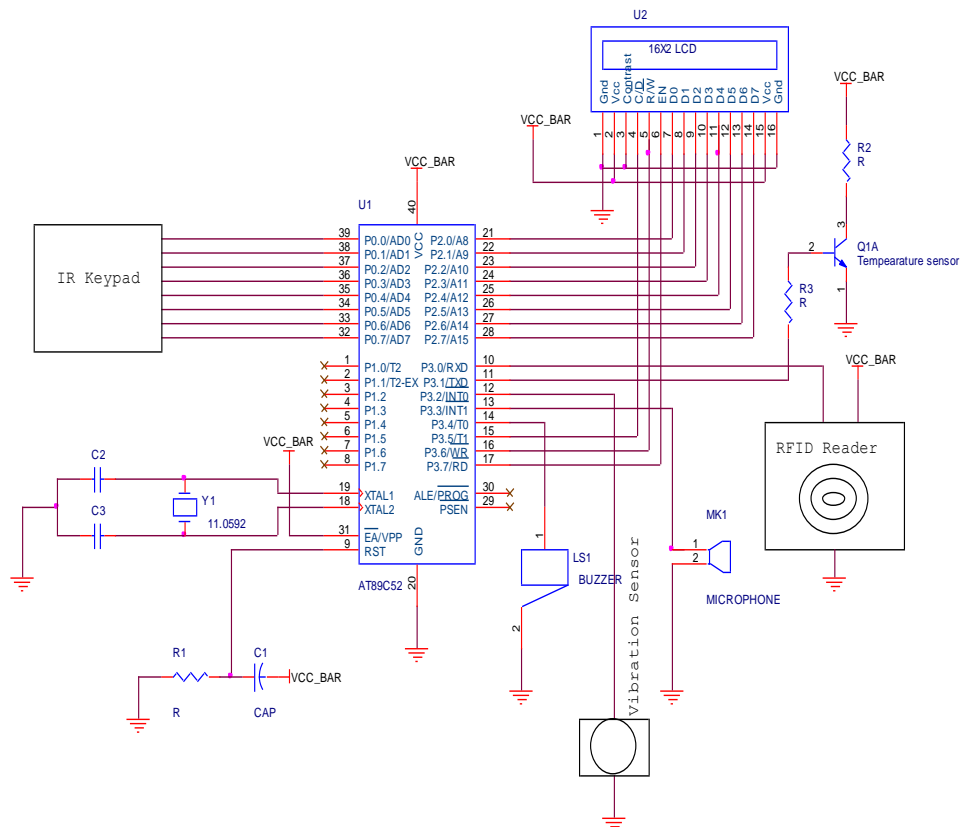 U2
16X2 LCD
Gnd
Vcc
Contrast
C/D
R/W
EN
D0
D1
D2
D3
D4
D5
D6
D7
Vcc
Gnd
1
2
3
4
5
6
7
8
9
10
11
12
13
14
15
16
VCC_BAR
VCC_BAR
R2
R
3
2
Q1A
Tempearature sensor
1
R3
R
VCC_BAR
40
U1
VCC
IR Keypad
39 P0.0/AD0 P2.0/A8 21
38 P0.1/AD1 P2.1/A9 22
37 P0.2/AD2 P2.2/A10 23
36 P0.3/AD3 P2.3/A11 24
35 P0.4/AD4 P2.4/A12 25
34 P0.5/AD5 P2.5/A13 26
33 P0.6/AD6 P2.6/A14 27
32 P0.7/AD7 P2.7/A15 28
1 P1.0/T2 P3.0/RXD 10
2 P1.1/T2-EX P3.1/TXD 11
3 P1.2 P3.2/INT0 12
4 P1.3 P3.3/INT1 13
5 P1.4 P3.4/T0 14
6 P1.5 P3.5/T1 15
7 P1.6 P3.6/WR 16
8 P1.7 P3.7/RD 17
19 XTAL1 ALE/PROG 30
18 XTAL2 PSEN 29
31 EA/VPP
9 RST
GND
20
AT89C52
VCC_BAR
C2
C3
Y1
11.0592
R1
R
C1
CAP
VCC_BAR
1
LS1
BUZZER
2
Vibration Sensor
MK1
1
2
MICROPHONE
VCC_BAR
RFID Reader